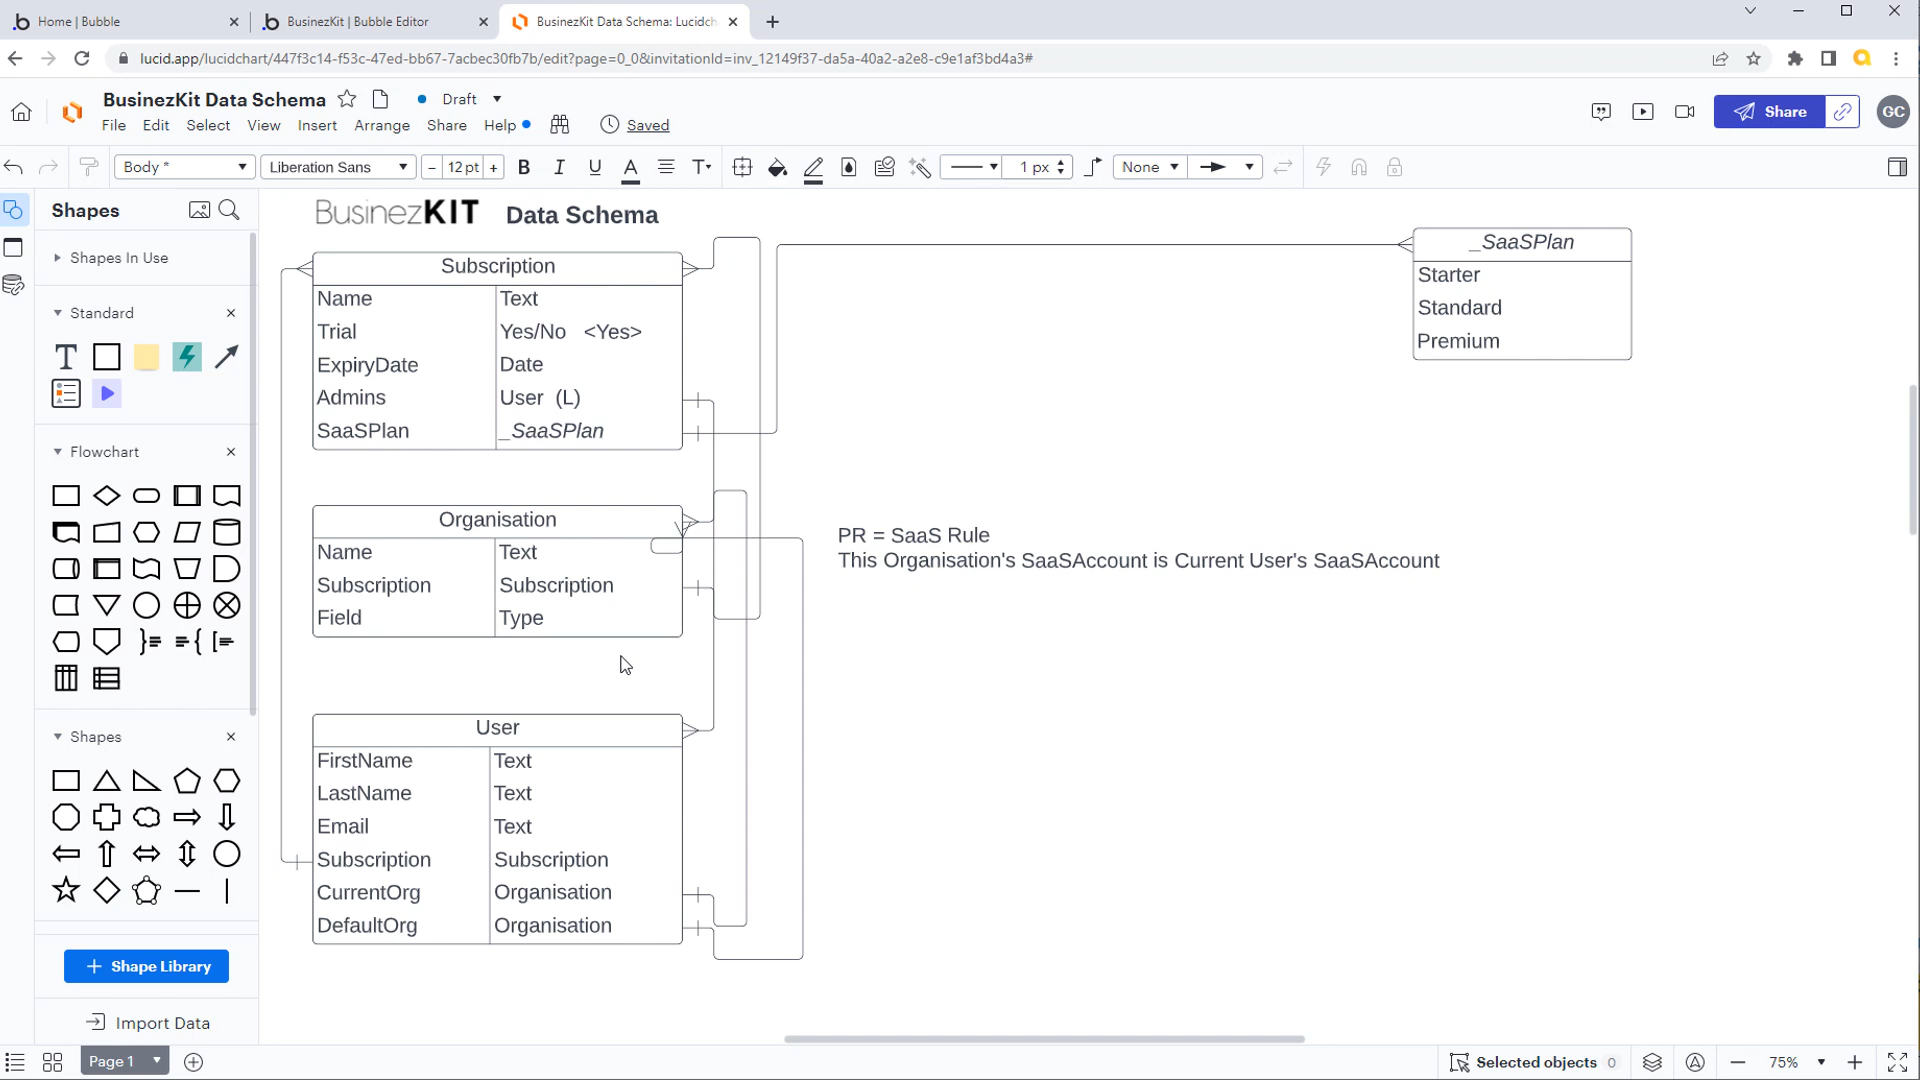 Home | Bubble
BusinezKit | Bubble Editor
BusinezKit Data Schema: Lucidch
lucid.app/lucidchart/447f3c14-f53c-47ed-bb67-7acbec30fb7b/edit?page=0_0&invitationId=inv_12149f37-da5a-40a2-a2e8-c9e1af3bd4a3#
BusinezKit Data Schema
Draft
File Edit Select View Insert Arrange Share Help
Saved
Share
GC
Body *
Liberation Sans
12 pt
B I U A T
1 px
None
Shapes
Shapes In Use
Standard
T
Flowchart
Shapes
Shape Library
Import Data
BusinezKIT Data Schema
Subscription
Name Text
Trial Yes/No <Yes>
ExpiryDate Date
Admins User (L)
SaaSPlan _SaaSPlan
_SaaSPlan
Starter
Standard
Premium
Organisation
Name Text
Subscription Subscription
Field Type
PR = SaaS Rule
This Organisation's SaaSAccount is Current User's SaaSAccount
User
FirstName Text
LastName Text
Email Text
Subscription Subscription
CurrentOrg Organisation
DefaultOrg Organisation
Page 1
Selected objects 0
75%